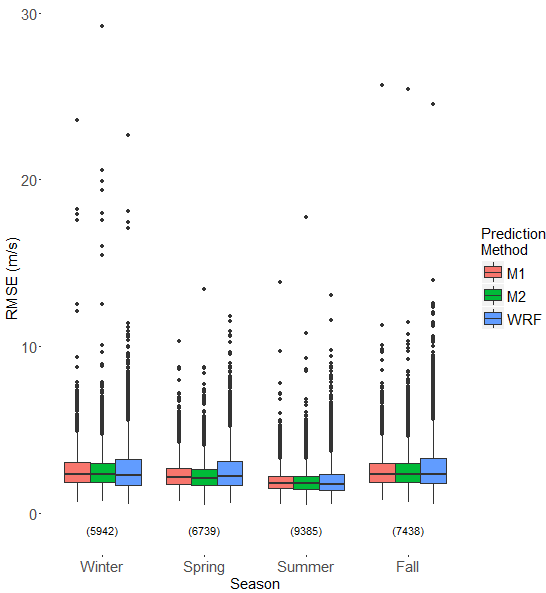 30
20
10
0
RMSE (m/s)
(5942)
(6739)
(9385)
(7438)
Winter
Spring
Summer
Fall
Season
Prediction
Method
M1
M2
WRF